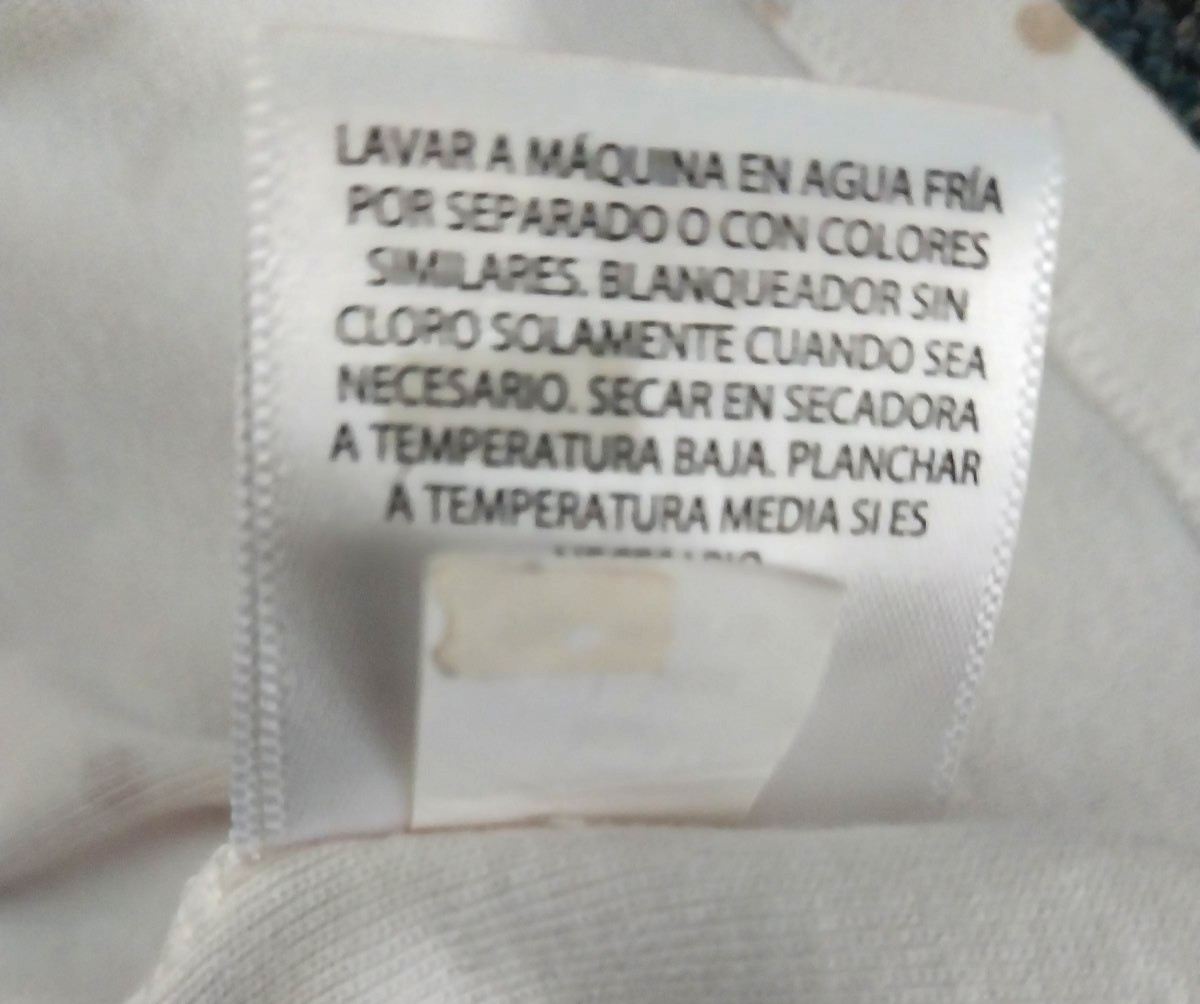 LAVAR A MÁQUINA EN AGUA FRÍA
POR SEPARADO O CON COLORES
SIMILARES. BLANQUEADOR SIN
CLORO SOLAMENTE CUANDO SEA
NECESARIO. SECAR EN SECADORA
A TEMPERATURA BAJA. PLANCHAR
A TEMPERATURA MEDIA SI ES